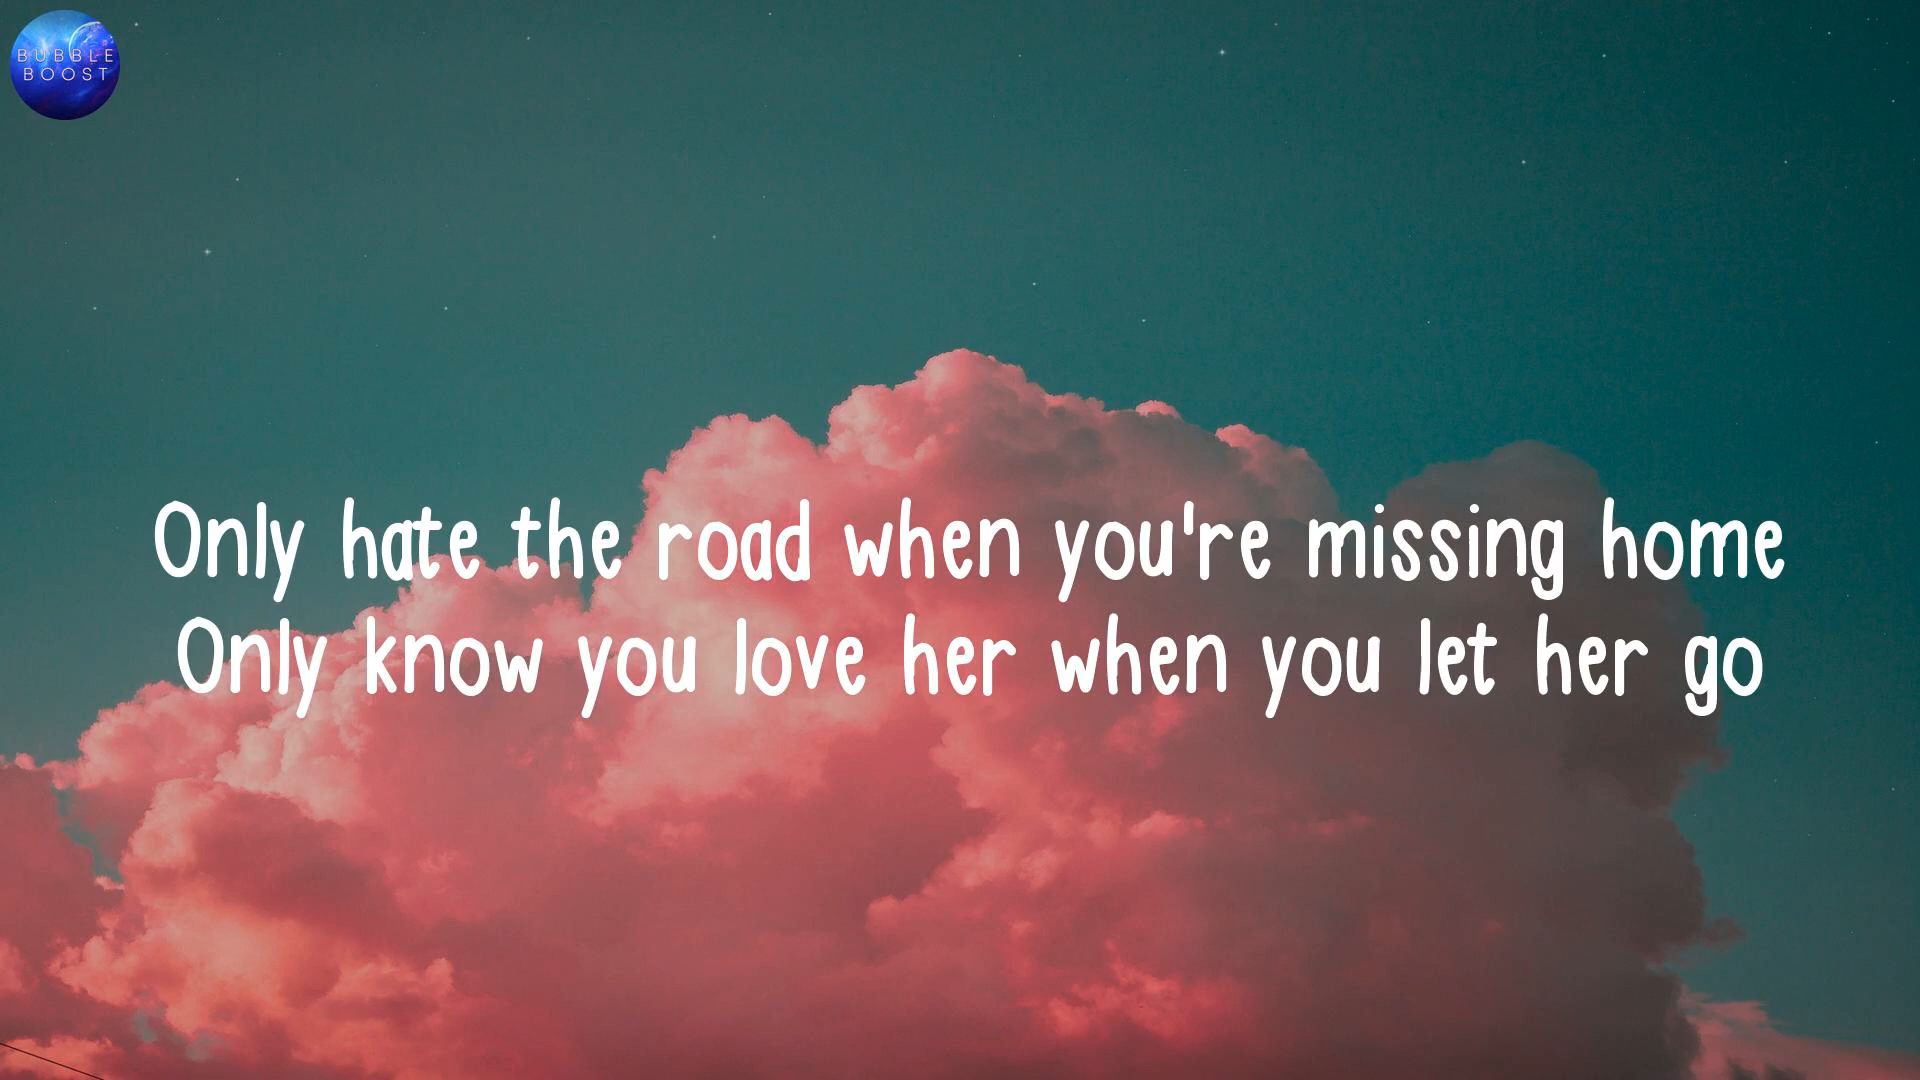 BUBBLE
BOOST
Only hate the road when you're missing home
Only know you love her when you let her go